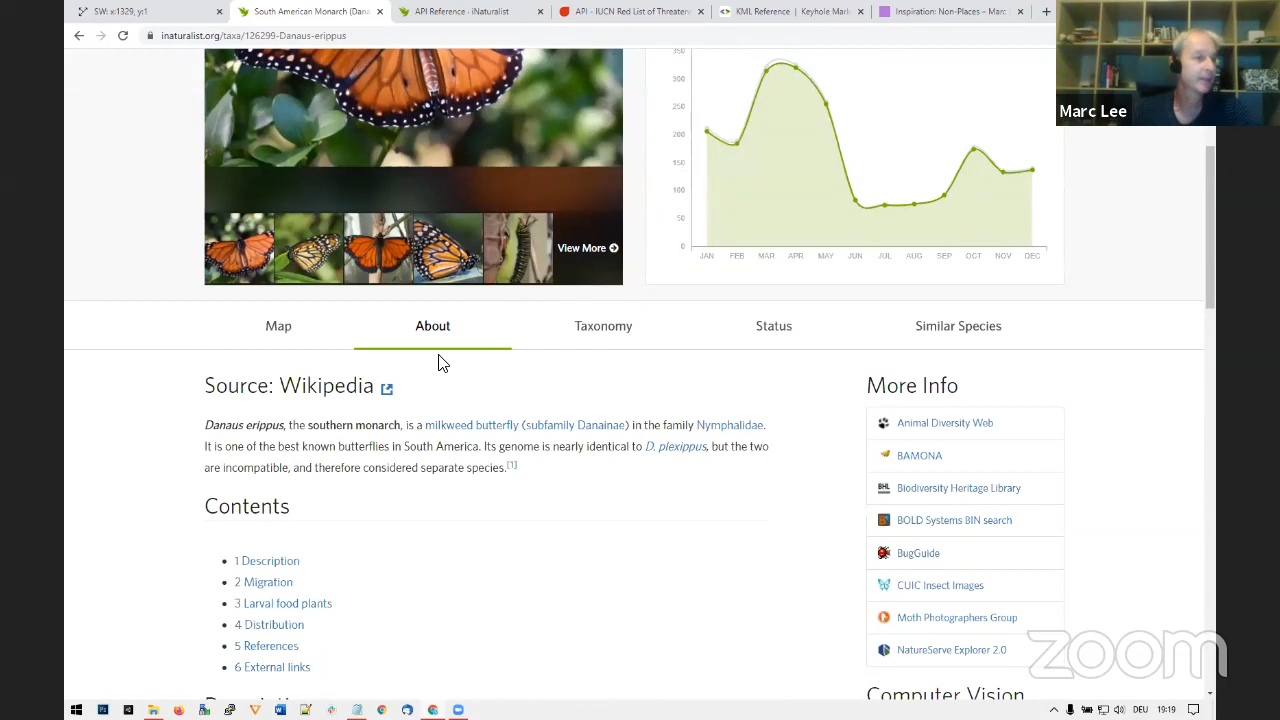 SW: x:1329, y:1
South American Monarch (Dana
API Reference · iNaturalist
API - IUCN Red List of Threaten
KML Reference | Keyhole Mark
Inspiration: Non-Places – Marc
inaturalist.org/taxa/126299-Danaus-erippus
Marc Lee
350
300
250
200
150
100
50
0
JAN FEB MAR APR MAY JUN JUL AUG SEP OCT NOV DEC
View More
Map About Taxonomy Status Similar Species
Source: Wikipedia
Danaus erippus, the southern monarch, is a milkweed butterfly (subfamily Danainae) in the family Nymphalidae.
It is one of the best known butterflies in South America. Its genome is nearly identical to D. plexippus, but the two
are incompatible, and therefore considered separate species.[1]
Contents
1 Description
2 Migration
3 Larval food plants
4 Distribution
5 References
6 External links
More Info
Animal Diversity Web
BAMONA
BHL Biodiversity Heritage Library
BOLD Systems BIN search
BugGuide
CUIC Insect Images
Moth Photographers Group
NatureServe Explorer 2.0
Computer Vision
zoom
DEU 19:19